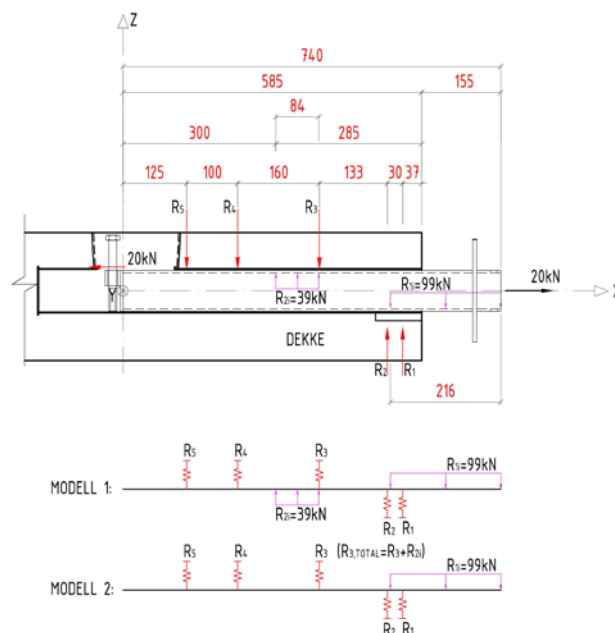 Z
740
585 155
84
300 285
125 100 160 133 30 37
R5 R4 R3
20kN
R1i=99kN
20kN
R2i=39kN
DEKKE
R2 R1
216
R5 R4 R3
R1i=99kN
MODELL 1:
R2i=39kN
R2 R1
R5 R4 R3 (R3,TOTAL=R3+R2i)
R1i=99kN
MODELL 2:
R2 R1